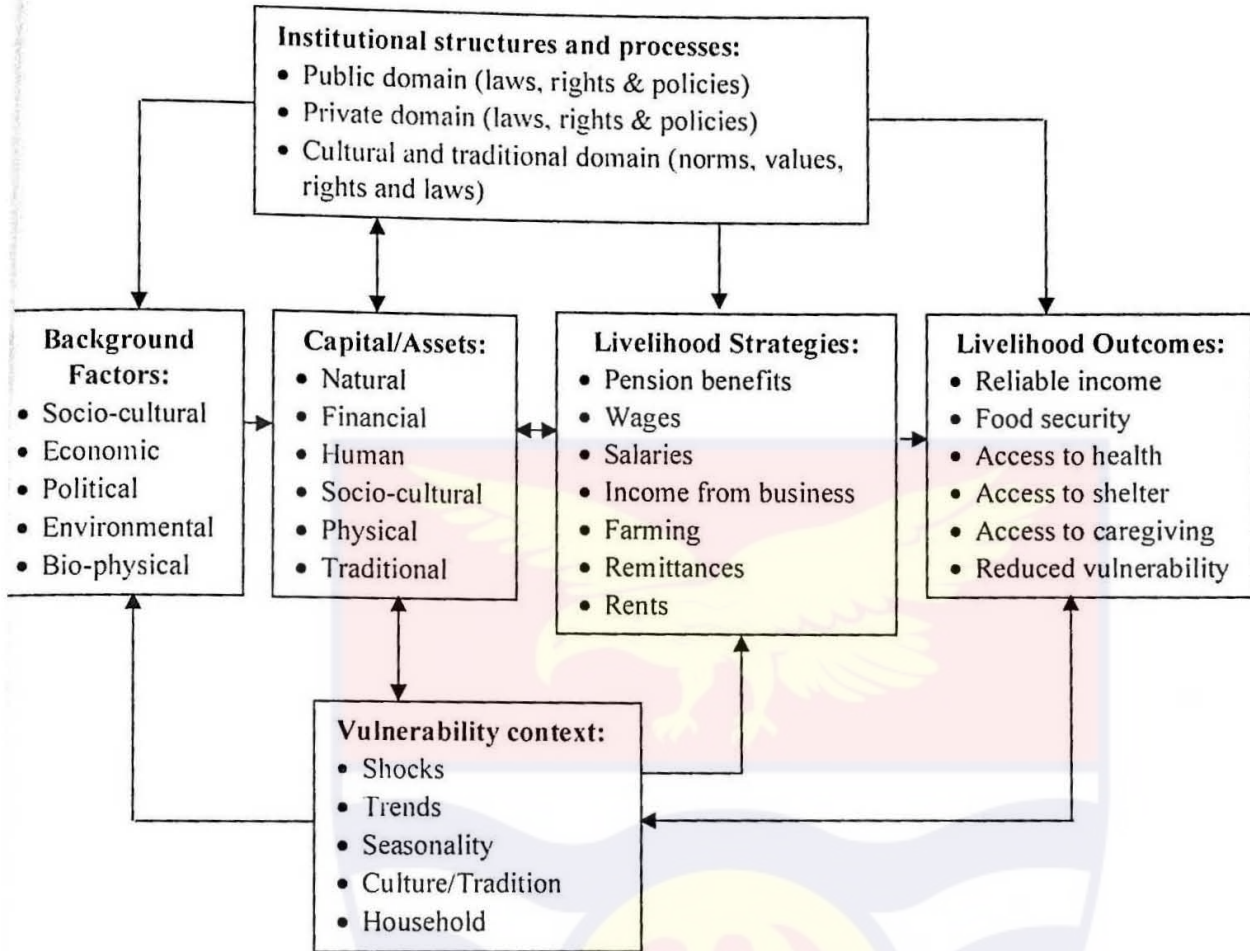 Institutional structures and processes:
• Public domain (laws, rights & policies)
• Private domain (laws, rights & policies)
• Cultural and traditional domain (norms, values,
rights and laws)
Background
Factors:
• Socio-cultural
• Economic
• Political
• Environmental
• Bio-physical
Capital/Assets:
• Natural
• Financial
• Human
• Socio-cultural
• Physical
• Traditional
Livelihood Strategies:
• Pension benefits
• Wages
• Salaries
• Income from business
• Farming
• Remittances
• Rents
Livelihood Outcomes:
• Reliable income
• Food security
• Access to health
• Access to shelter
• Access to caregiving
• Reduced vulnerability
Vulnerability context:
• Shocks
• Trends
• Seasonality
• Culture/Tradition
• Household